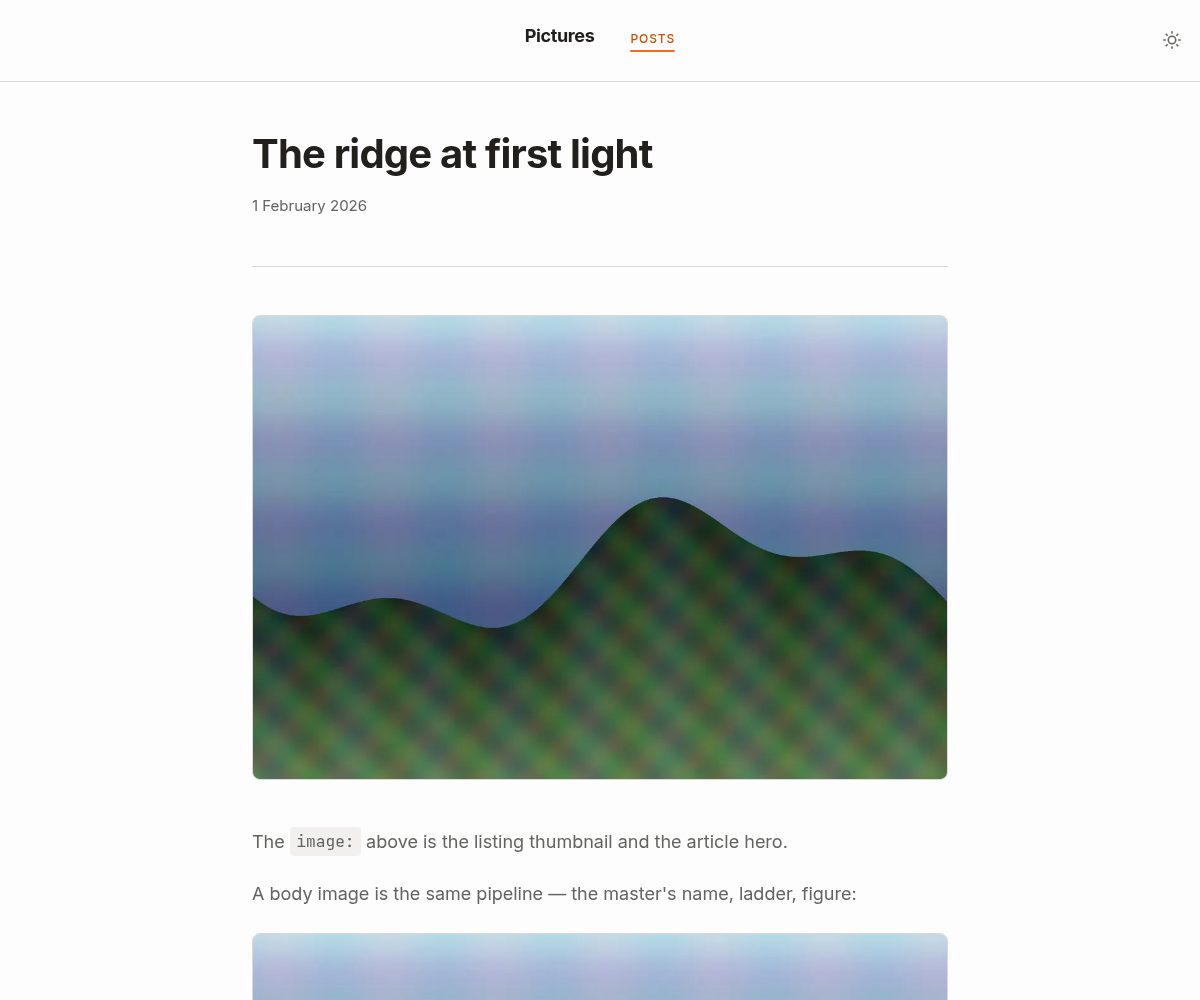 Pictures
POSTS
The ridge at first light
1 February 2026
The image: above is the listing thumbnail and the article hero.
A body image is the same pipeline — the master's name, ladder, figure: